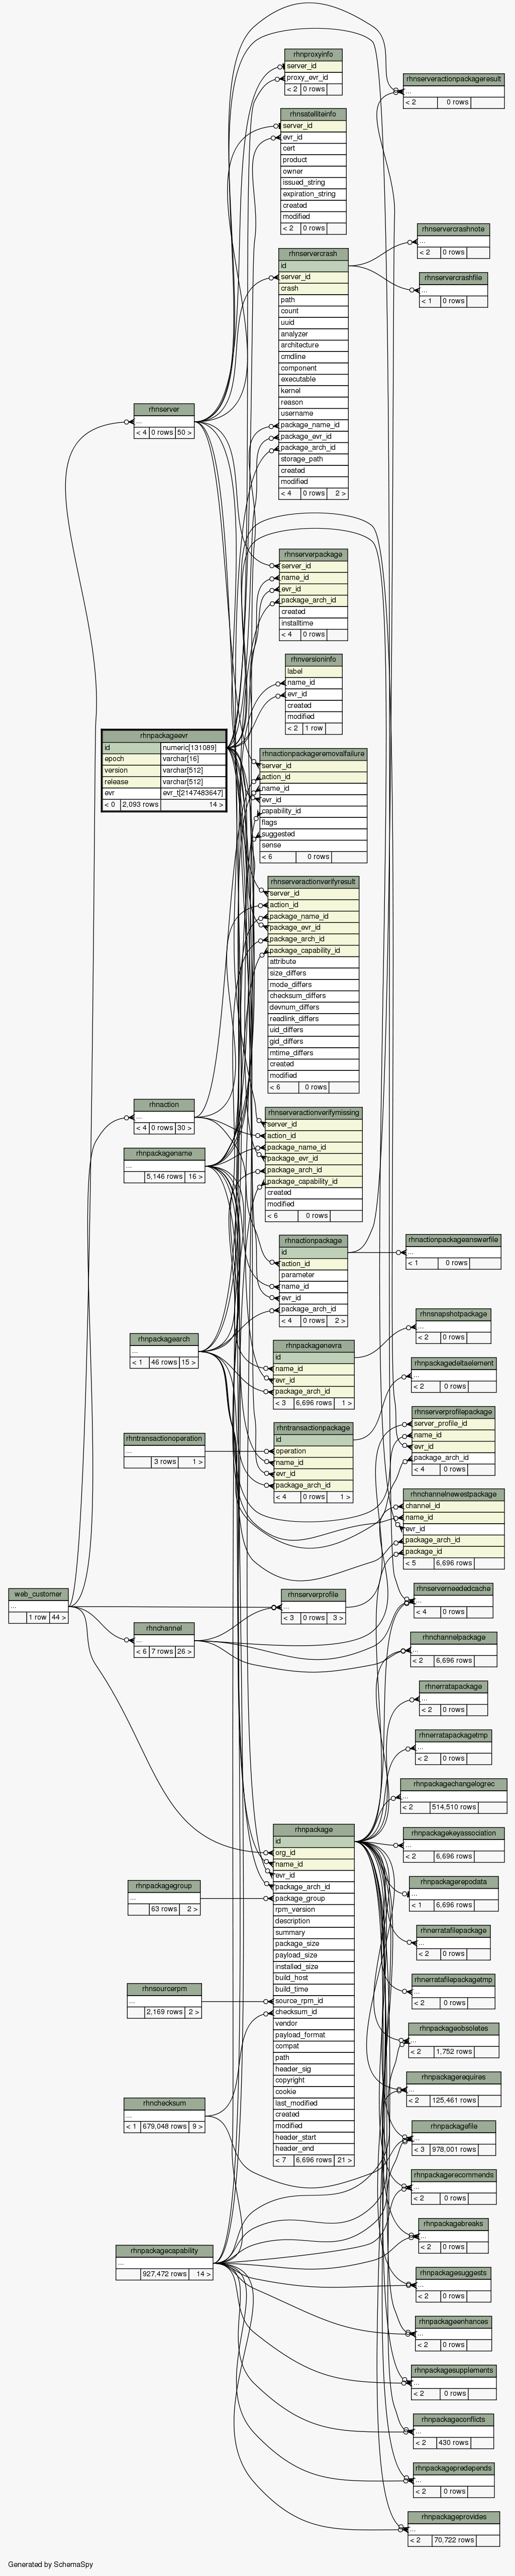 rhnproxyinfo
server_id
proxy_evr_id
< 2 0 rows
rhnserveractionpackageresult
...
< 2 0 rows
rhnsatelliteinfo
server_id
evr_id
cert
product
owner
issued_string
expiration_string
created
modified
< 2 0 rows
rhnservercrashnote
...
< 2 0 rows
rhnservercrash
id
server_id
crash
path
count
uuid
analyzer
architecture
cmdline
component
executable
kernel
reason
username
package_name_id
package_evr_id
package_arch_id
storage_path
created
modified
< 4 0 rows 2 >
rhnservercrashfile
...
< 1 0 rows
rhnserver
...
< 4 0 rows 50 >
rhnserverpackage
server_id
name_id
evr_id
package_arch_id
created
installtime
< 4 0 rows
rhnversioninfo
label
name_id
evr_id
created
modified
< 2 1 row
rhnpackageevr
id numeric[131089]
epoch varchar[16]
version varchar[512]
release varchar[512]
evr evr_t[2147483647]
< 0 2,093 rows 14 >
rhnactionpackageremovalfailure
server_id
action_id
name_id
evr_id
capability_id
flags
suggested
sense
< 6 0 rows
rhnserveractionverifyresult
server_id
action_id
package_name_id
package_evr_id
package_arch_id
package_capability_id
attribute
size_differs
mode_differs
checksum_differs
devnum_differs
readlink_differs
uid_differs
gid_differs
mtime_differs
created
modified
< 6 0 rows
rhnaction
...
< 4 0 rows 30 >
rhnserveractionverifymissing
server_id
action_id
package_name_id
package_evr_id
package_arch_id
package_capability_id
created
modified
< 6 0 rows
rhnpackagename
...
5,146 rows 16 >
rhnactionpackage
id
action_id
parameter
name_id
evr_id
package_arch_id
< 4 0 rows 2 >
rhnactionpackageanswerfile
...
< 1 0 rows
rhnsnapshotpackage
...
< 2 0 rows
rhnpackagearch
...
< 1 46 rows 15 >
rhnpackagenevra
id
name_id
evr_id
package_arch_id
< 3 6,696 rows 1 >
rhnpackagedeltaelement
...
< 2 0 rows
rhnserverprofilepackage
server_profile_id
name_id
evr_id
package_arch_id
< 4 0 rows
rhntransactionoperation
...
3 rows 1 >
rhntransactionpackage
id
operation
name_id
evr_id
package_arch_id
< 4 0 rows 1 >
rhnchannelnewestpackage
channel_id
name_id
evr_id
package_arch_id
package_id
< 5 6,696 rows
web_customer
...
1 row 44 >
rhnserverprofile
...
< 3 0 rows 3 >
rhnserverneededcache
...
< 4 0 rows
rhnchannel
...
< 6 7 rows 26 >
rhnchannelpackage
...
< 2 6,696 rows
rhnerratapackage
...
< 2 0 rows
rhnerratapackagetmp
...
< 2 0 rows
rhnpackagechangelogrec
...
< 2 514,510 rows
rhnpackage
id
org_id
name_id
evr_id
package_arch_id
package_group
rpm_version
description
summary
package_size
payload_size
installed_size
build_host
build_time
source_rpm_id
checksum_id
vendor
payload_format
compat
path
header_sig
copyright
cookie
last_modified
created
modified
header_start
header_end
< 7 6,696 rows 21 >
rhnpackagekeyassociation
...
< 2 6,696 rows
rhnpackagegroup
...
63 rows 2 >
rhnpackagerepodata
...
< 1 6,696 rows
rhnerratafilepackage
...
< 2 0 rows
rhnsourcerpm
...
2,169 rows 2 >
rhnerratafilepackagetmp
...
< 2 0 rows
rhnpackageobsoletes
...
< 2 1,752 rows
rhnpackagerequires
...
< 2 125,461 rows
rhnchecksum
...
< 1 679,048 rows 9 >
rhnpackagefile
...
< 3 978,001 rows
rhnpackagerecommends
...
< 2 0 rows
rhnpackagebreaks
...
< 2 0 rows
rhnpackagecapability
...
927,472 rows 14 >
rhnpackagesuggests
...
< 2 0 rows
rhnpackageenhances
...
< 2 0 rows
rhnpackagesupplements
...
< 2 0 rows
rhnpackageconflicts
...
< 2 430 rows
rhnpackagepredepends
...
< 2 0 rows
rhnpackageprovides
...
< 2 70,722 rows
Generated by SchemaSpy